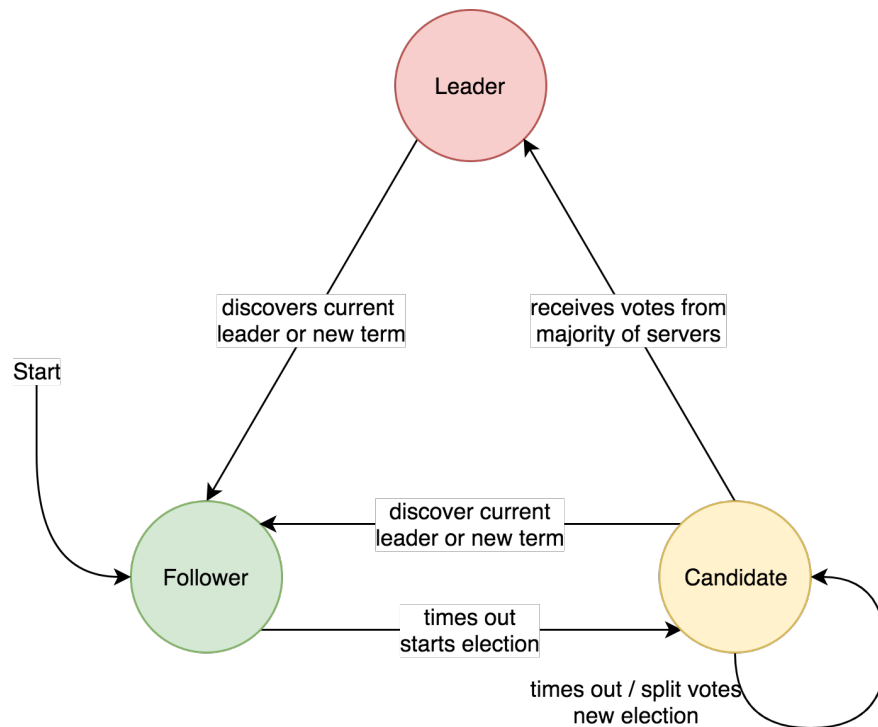 Leader
discovers current
leader or new term
receives votes from
majority of servers
Start
discover current
leader or new term
Follower
Candidate
times out
starts election
times out / split votes
new election